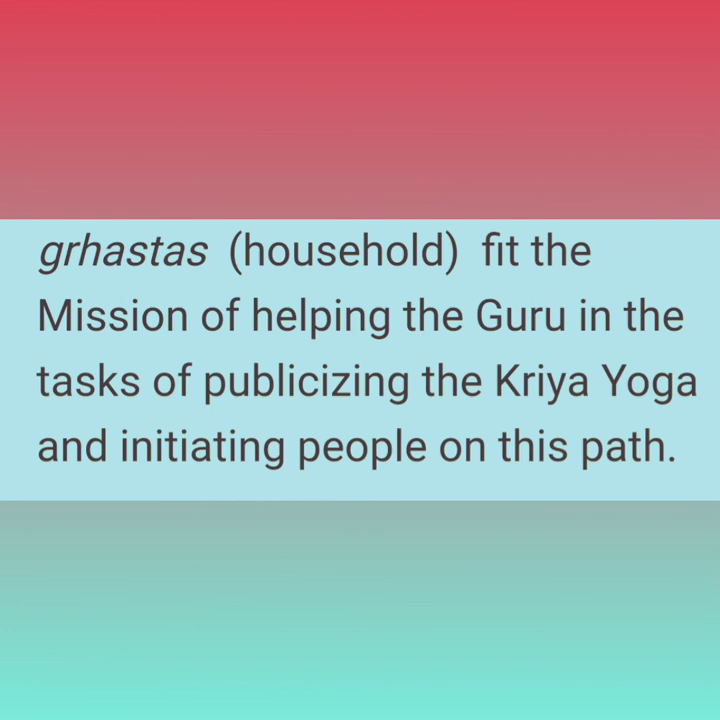 grhastas (household) fit the
Mission of helping the Guru in the
tasks of publicizing the Kriya Yoga
and initiating people on this path.